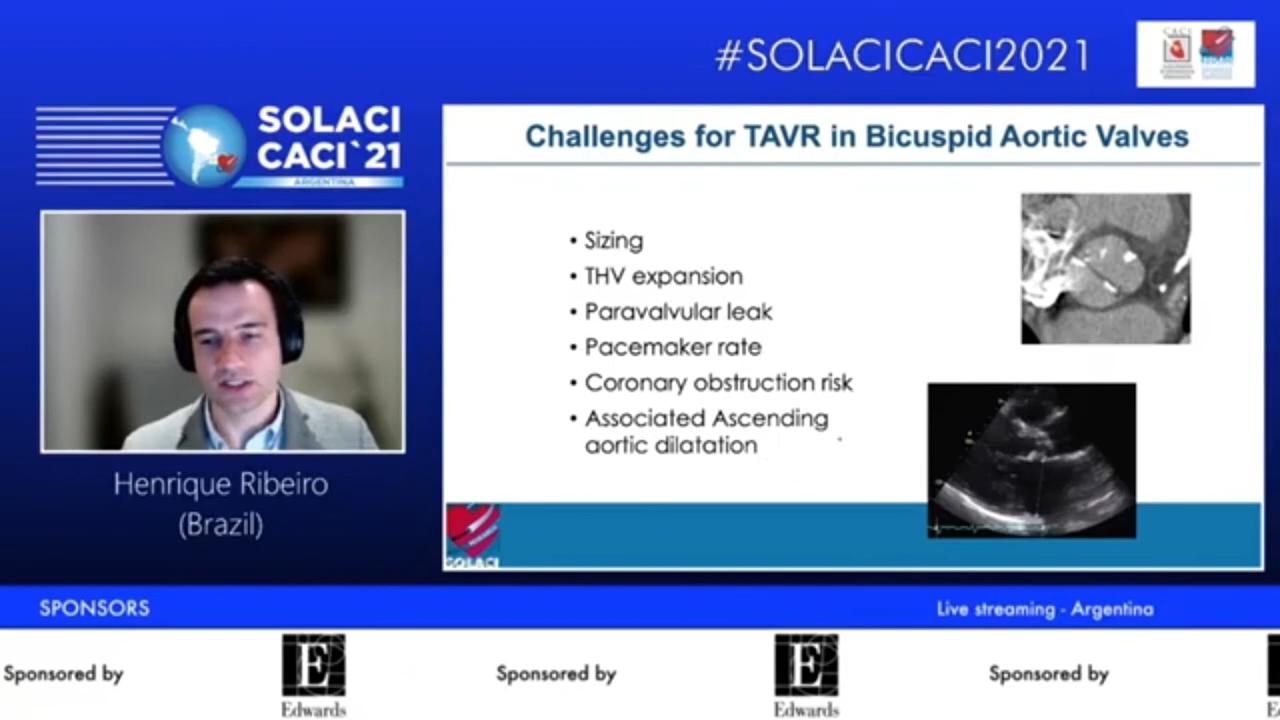 #SOLACICACI2021
CACI
SOLACI
CACI`21
ARGENTINA
Challenges for TAVR in Bicuspid Aortic Valves
• Sizing
• THV expansion
• Paravalvular leak
• Pacemaker rate
• Coronary obstruction risk
• Associated Ascending
aortic dilatation
SOLACI
Henrique Ribeiro
(Brazil)
SPONSORS
Live streaming - Argentina
Sponsored by
E
Edwards
Sponsored by
E
Edwards
Sponsored by